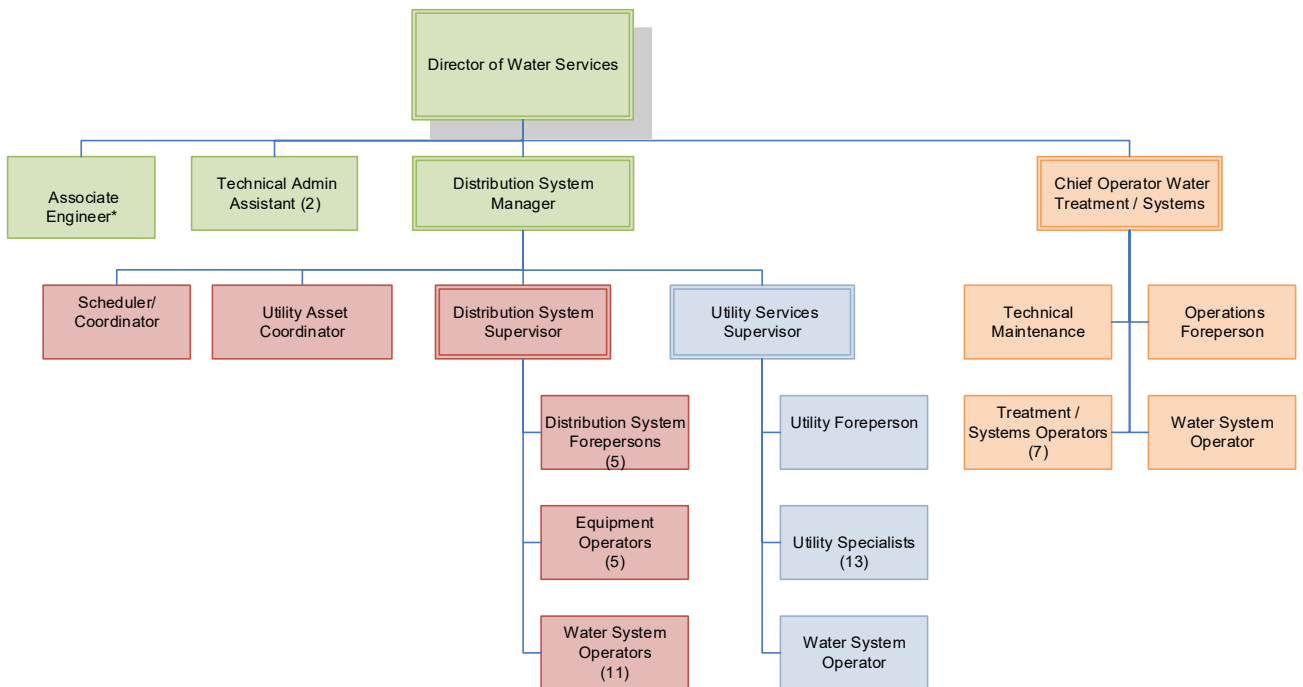 Director of Water Services
Associate
Engineer*
Technical Admin
Assistant (2)
Distribution System
Manager
Chief Operator Water
Treatment / Systems
Scheduler/
Coordinator
Utility Asset
Coordinator
Distribution System
Supervisor
Utility Services
Supervisor
Technical
Maintenance
Operations
Foreperson
Distribution System
Forepersons
(5)
Utility Foreperson
Treatment /
Systems Operators
(7)
Water System
Operator
Equipment
Operators
(5)
Utility Specialists
(13)
Water System
Operators
(11)
Water System
Operator